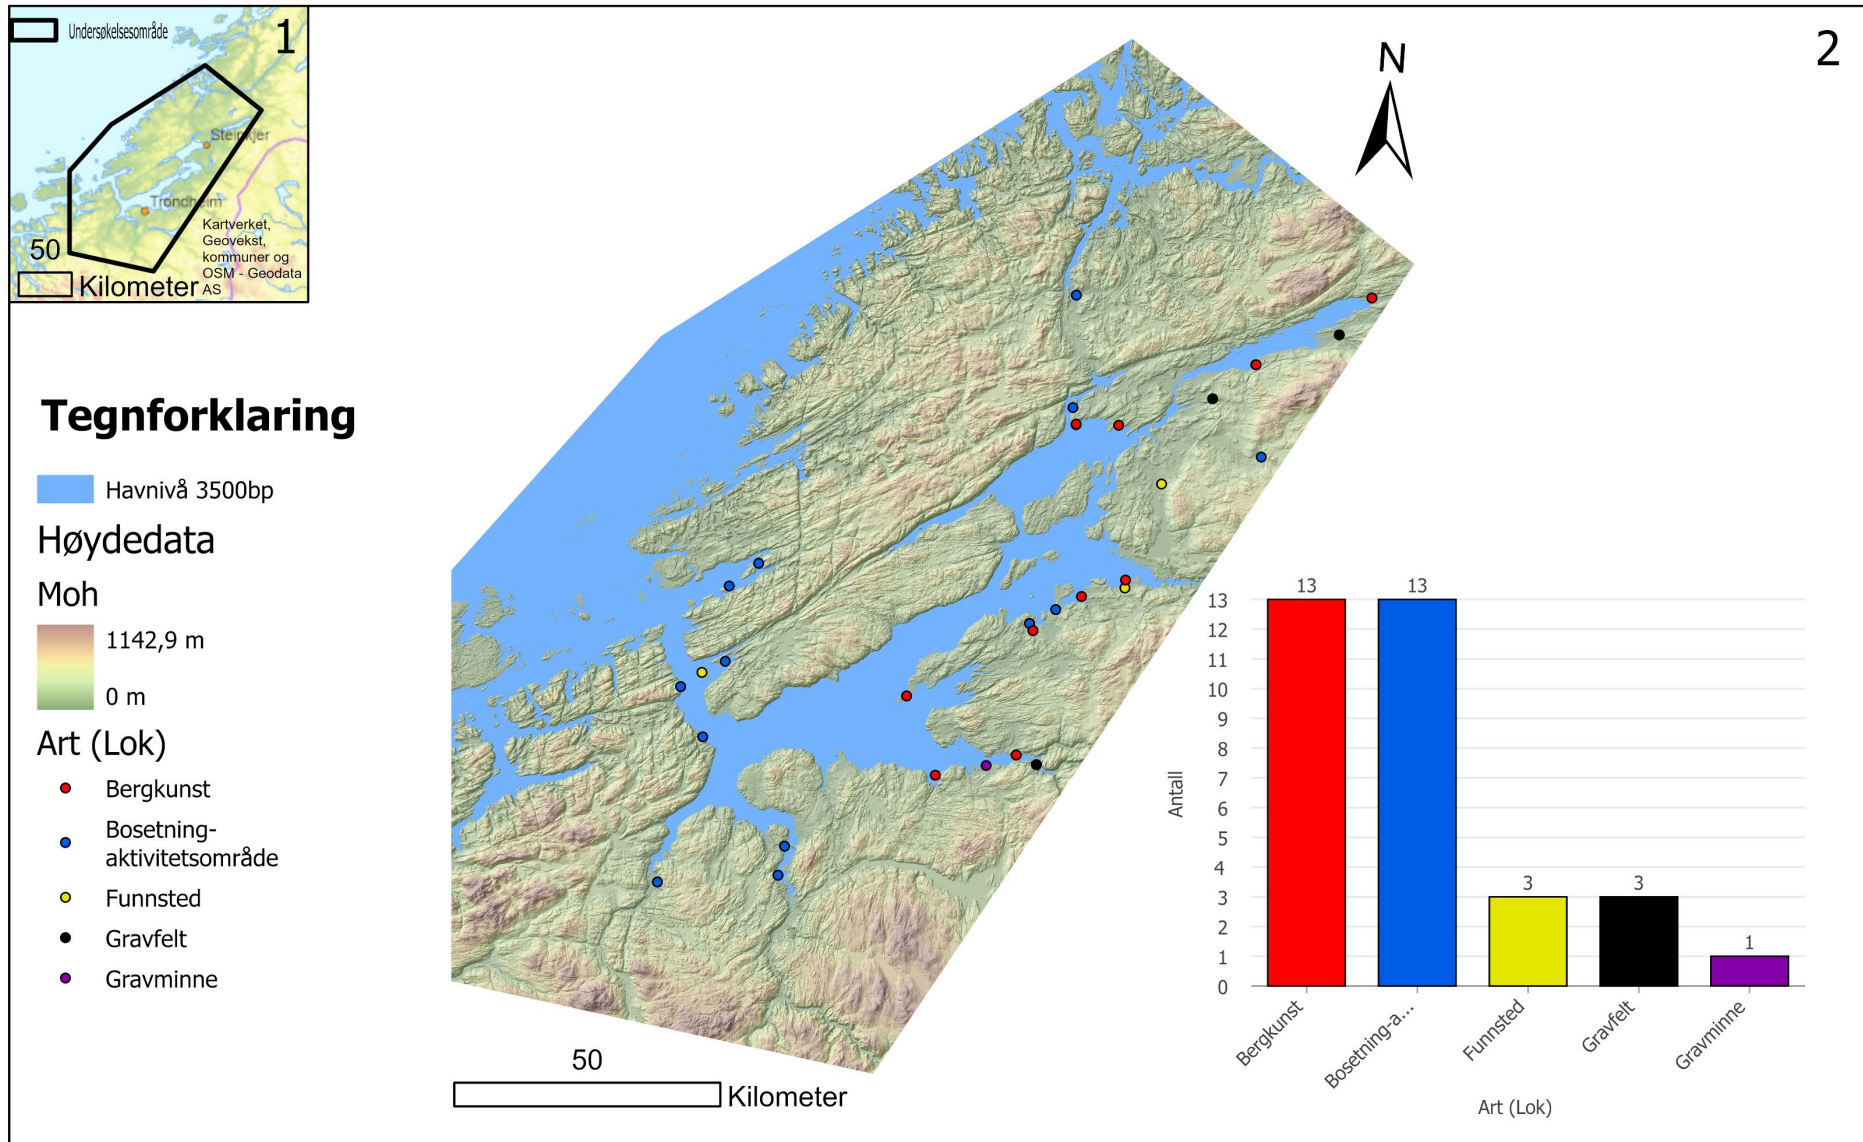 Undersøkelsesområde
1
Steinkjer
Trondheim
Kartverket,
Geovekst,
kommuner og
OSM - Geodata
AS
50
Kilometer
2
N
Tegnforklaring
Havnivå 3500bp
Høydedata
Moh
1142,9 m
0 m
Art (Lok)
Bergkunst
Bosetning-
aktivitetsområde
Funnsted
Gravfelt
Gravminne
50
Kilometer
Antall
13
12
11
10
9
8
7
6
5
4
3
2
1
0
13
13
3
3
1
Bergkunst
Bosetning-a...
Funnsted
Gravfelt
Gravminne
Art (Lok)